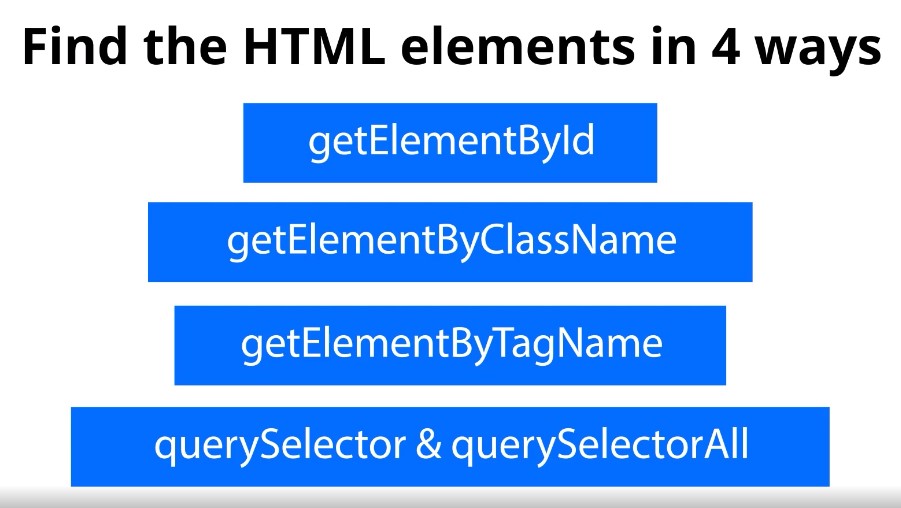 Find the HTML elements in 4 ways
getElementById
getElementByClassName
getElementByTagName
querySelector & querySelectorAll